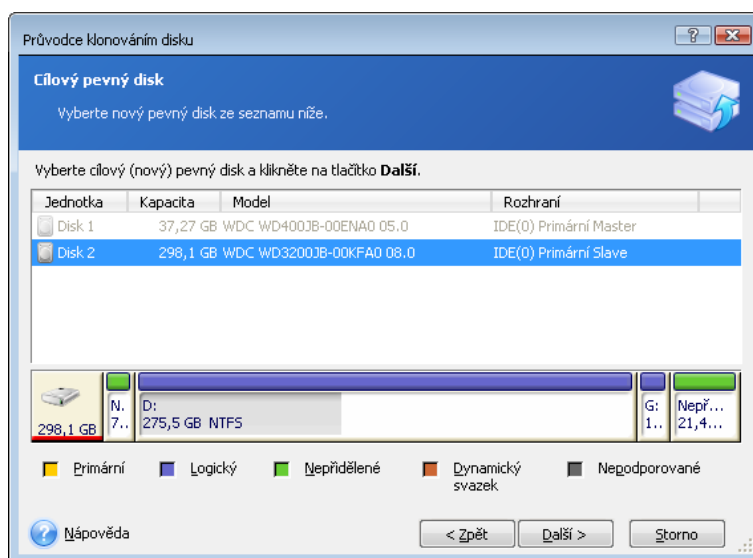 Průvodce klonováním disku
Cílový pevný disk
Vyberte nový pevný disk ze seznamu níže.
Vyberte cílový (nový) pevný disk a klikněte na tlačítko Další.
Jednotka Kapacita Model Rozhraní
Disk 1 37,27 GB WDC WD400JB-00ENA0 05.0 IDE(0) Primární Master
Disk 2 298,1 GB WDC WD3200JB-00KFA0 08.0 IDE(0) Primární Slave
N. D: G: Nepř...
298,1 GB 7.. 275,5 GB NTFS 1.. 21,4...
Primární Logický Nepřidělené Dynamický svazek Nepodporované
Nápověda < Zpět Další > Storno